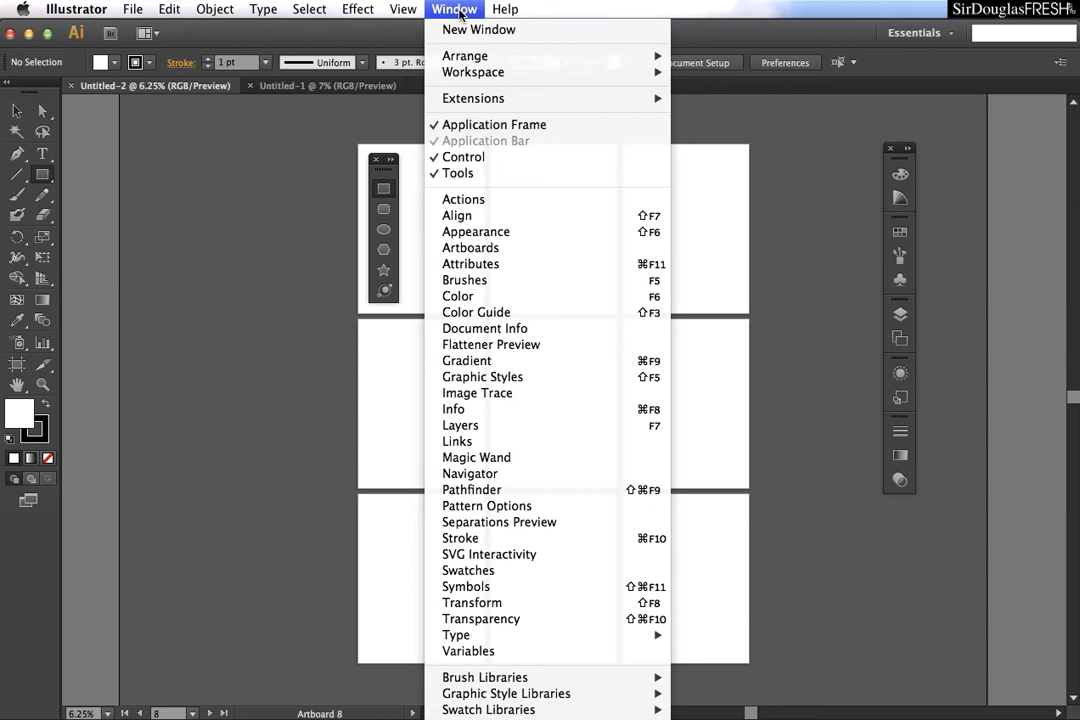 Illustrator File Edit Object Type Select Effect View Window Help
SirDouglasFRESH
Ai Br Essentials
No Selection Stroke: 1 pt Uniform 3 pt. Ro cument Setup Preferences
× Untitled-2 @ 6.25% (RGB/Preview) × Untitled-1 @ 7% (RGB/Preview)
New Window
Arrange
Workspace
Extensions
✓ Application Frame
✓ Application Bar
✓ Control
✓ Tools
Actions
Align ⇧F7
Appearance ⇧F6
Artboards
Attributes ⌘F11
Brushes F5
Color F6
Color Guide ⇧F3
Document Info
Flattener Preview
Gradient ⌘F9
Graphic Styles ⇧F5
Image Trace
Info ⌘F8
Layers F7
Links
Magic Wand
Navigator
Pathfinder ⇧⌘F9
Pattern Options
Separations Preview
Stroke ⌘F10
SVG Interactivity
Swatches
Symbols ⇧⌘F11
Transform ⇧F8
Transparency ⇧⌘F10
Type
Variables
Brush Libraries
Graphic Style Libraries
Swatch Libraries
6.25% 8 Artboard 8